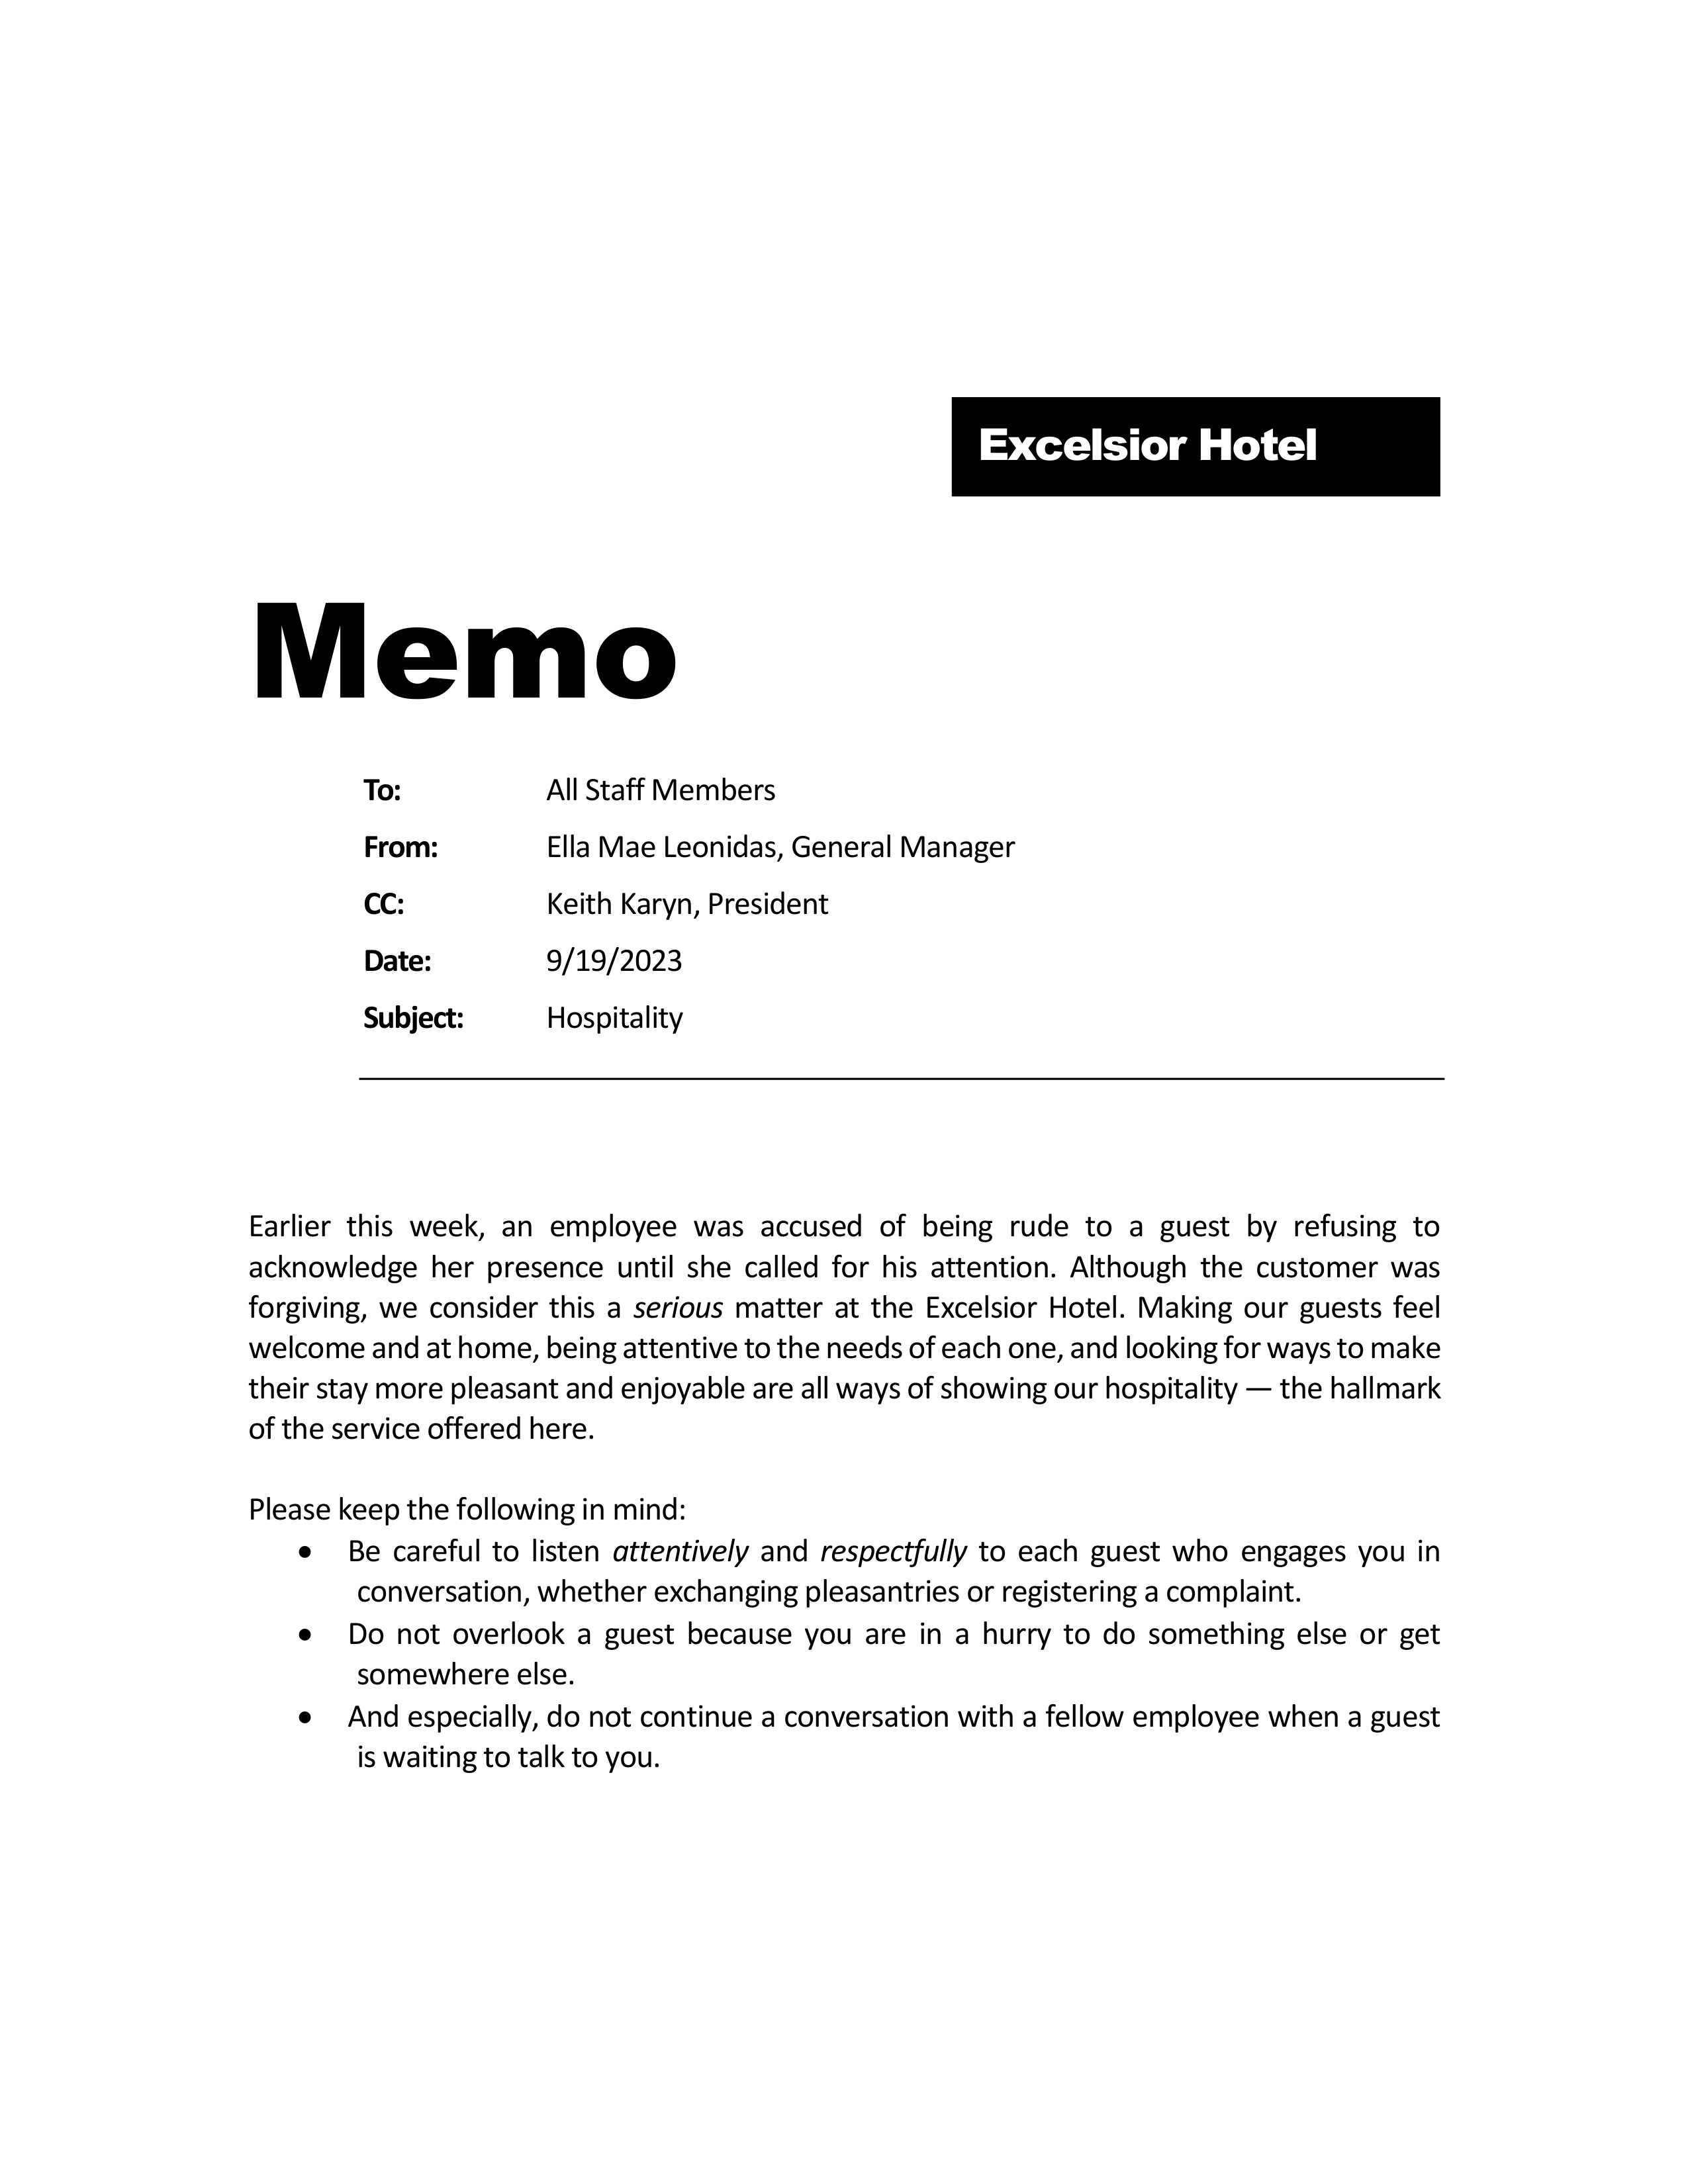 Excelsior Hotel
Memo
To: All Staff Members
From: Ella Mae Leonidas, General Manager
CC: Keith Karyn, President
Date: 9/19/2023
Subject: Hospitality
Earlier this week, an employee was accused of being rude to a guest by refusing to
acknowledge her presence until she called for his attention. Although the customer was
forgiving, we consider this a serious matter at the Excelsior Hotel. Making our guests feel
welcome and at home, being attentive to the needs of each one, and looking for ways to make
their stay more pleasant and enjoyable are all ways of showing our hospitality — the hallmark
of the service offered here.
Please keep the following in mind:
• Be careful to listen attentively and respectfully to each guest who engages you in
conversation, whether exchanging pleasantries or registering a complaint.
• Do not overlook a guest because you are in a hurry to do something else or get
somewhere else.
• And especially, do not continue a conversation with a fellow employee when a guest
is waiting to talk to you.